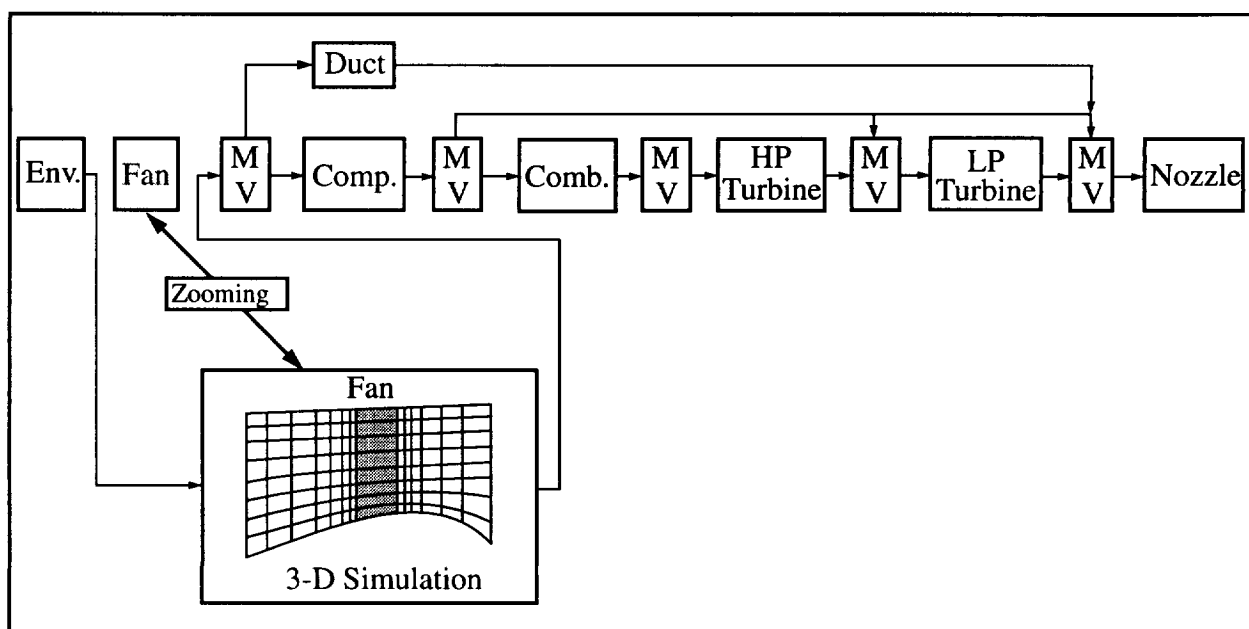 Duct
Env.
Fan
M
V
Comp.
M
V
Comb.
M
V
HP
Turbine
M
V
LP
Turbine
M
V
Nozzle
Zooming
Fan
3-D Simulation